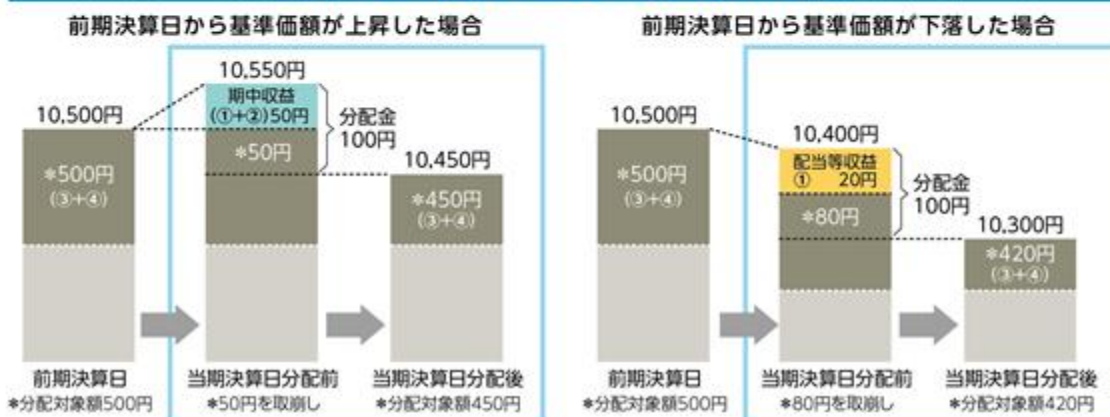 前期決算日から基準価額が上昇した場合
10,550円
10,500円
期中収益
(①+②)50円
分配金
100円
*500円
(③+④)
*50円
10,450円
*450円
(③+④)
前期決算日
*分配対象額500円
当期決算日分配前
*50円を取崩し
当期決算日分配後
*分配対象額450円
前期決算日から基準価額が下落した場合
10,500円
10,400円
配当等収益
① 20円
分配金
100円
*500円
(③+④)
*80円
10,300円
*420円
(③+④)
前期決算日
*分配対象額500円
当期決算日分配前
*80円を取崩し
当期決算日分配後
*分配対象額420円